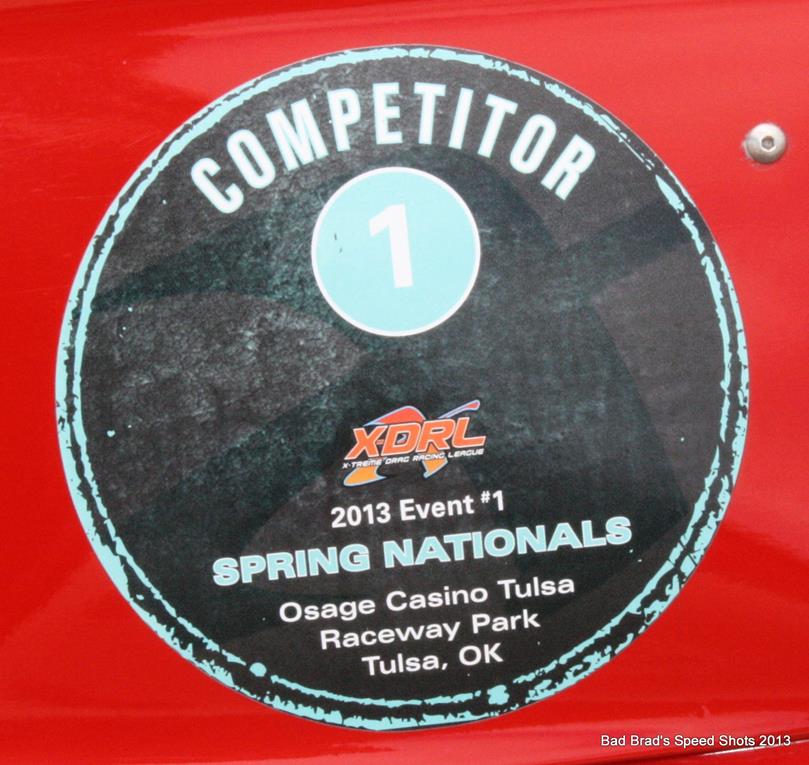 COMPETITOR
1
X-DRL
X-TREME DRAG RACING LEAGUE
2013 Event #1
SPRING NATIONALS
Osage Casino Tulsa
Raceway Park
Tulsa, OK
Bad Brad's Speed Shots 2013